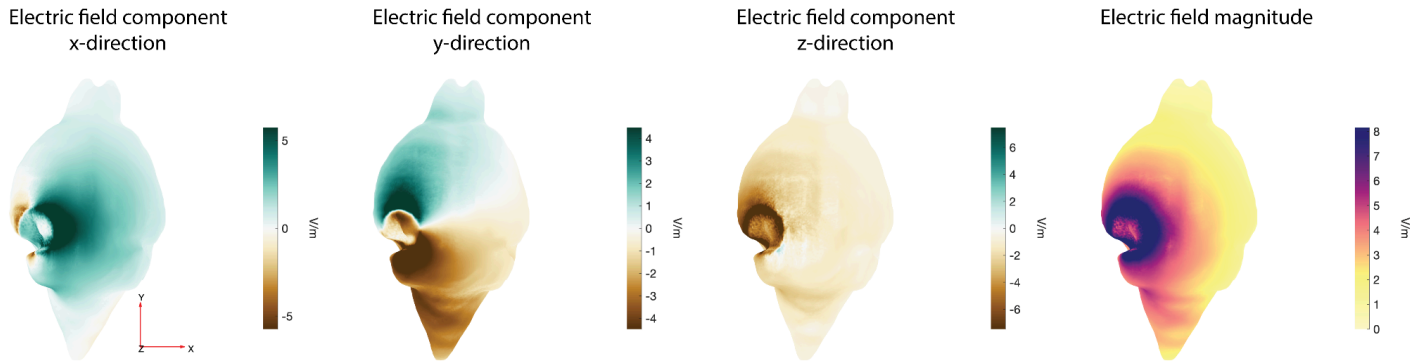 Electric field component
x-direction
Electric field component
y-direction
Electric field component
z-direction
Electric field magnitude
5
0
-5
V/m
Y
Z
X
4
3
2
1
0
-1
-2
-3
-4
V/m
6
4
2
0
-2
-4
-6
V/m
8
7
6
5
4
3
2
1
0
V/m